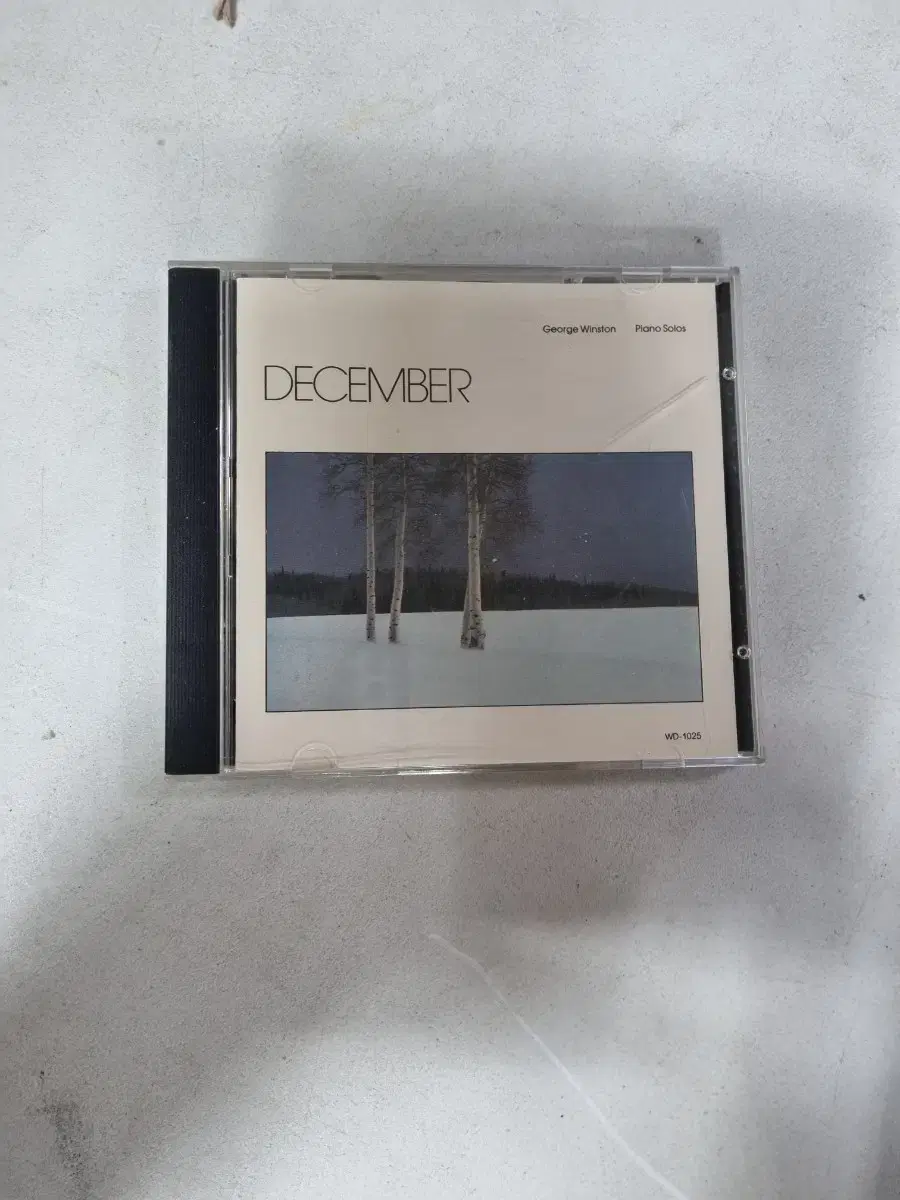 George Winston Piano Solos
DECEMBER
WD-1025